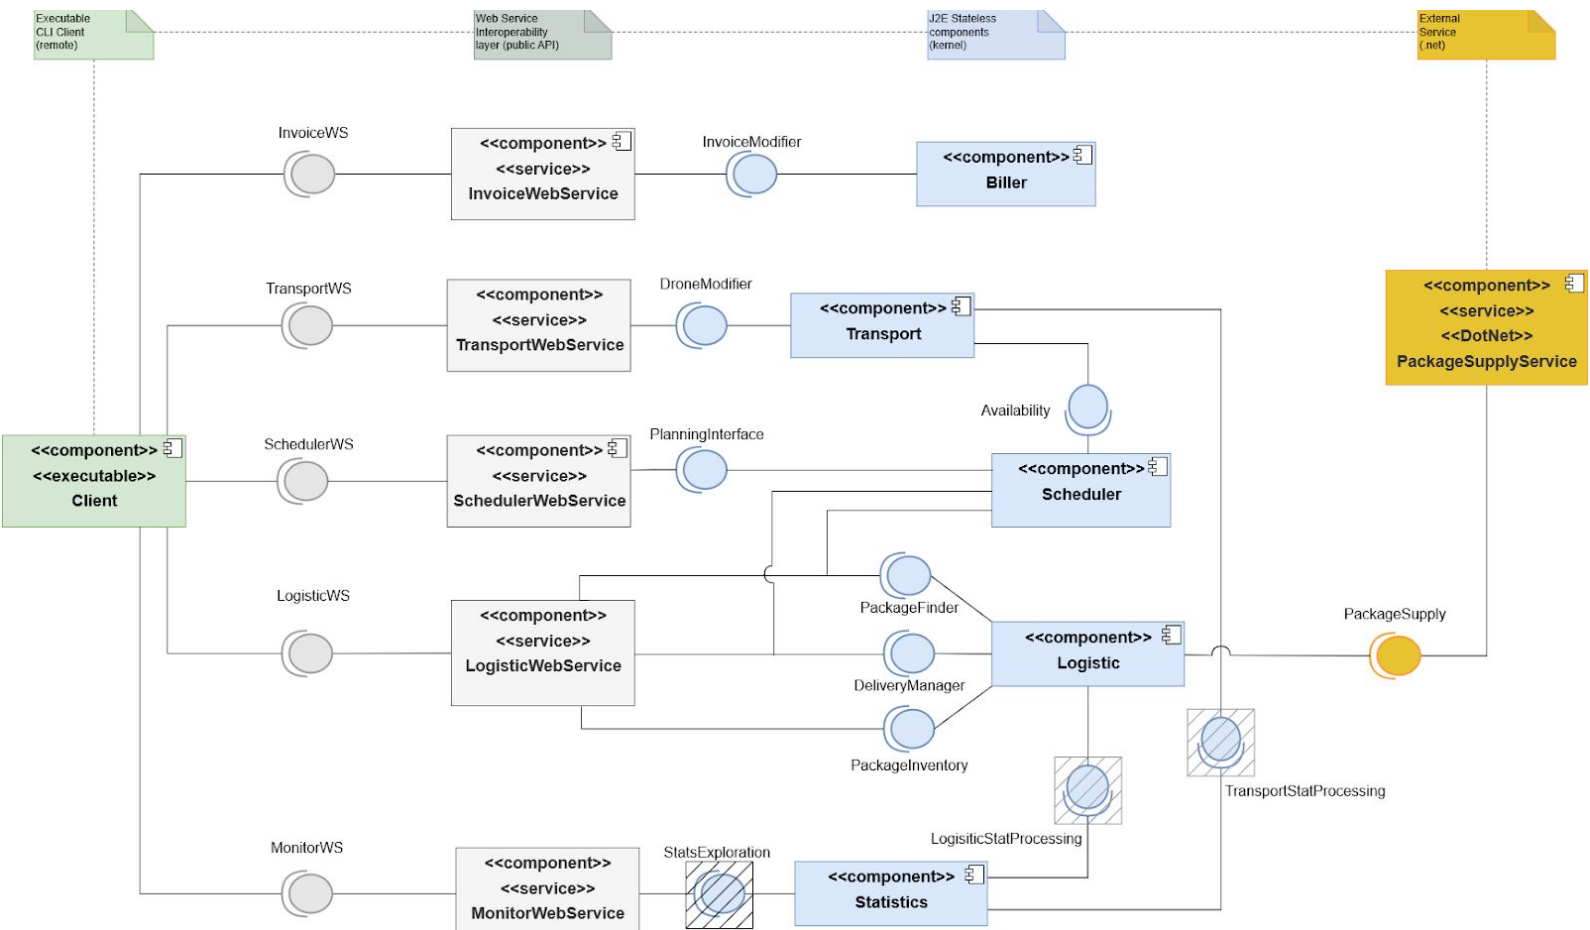 Executable
CLI Client
(remote)
Web Service
Interoperability
layer (public API)
J2E Stateless
components
(kernel)
External
Service
(.net)
InvoiceWS
<<component>>
<<service>>
InvoiceWebService
InvoiceModifier
<<component>>
Biller
TransportWS
<<component>>
<<service>>
TransportWebService
DroneModifier
<<component>>
Transport
<<component>>
<<service>>
<<DotNet>>
PackageSupplyService
Availability
<<component>>
<<executable>>
Client
SchedulerWS
<<component>>
<<service>>
SchedulerWebService
PlanningInterface
<<component>>
Scheduler
LogisticWS
<<component>>
<<service>>
LogisticWebService
PackageFinder
DeliveryManager
PackageInventory
<<component>>
Logistic
PackageSupply
TransportStatProcessing
LogisiticStatProcessing
MonitorWS
<<component>>
<<service>>
MonitorWebService
StatsExploration
<<component>>
Statistics